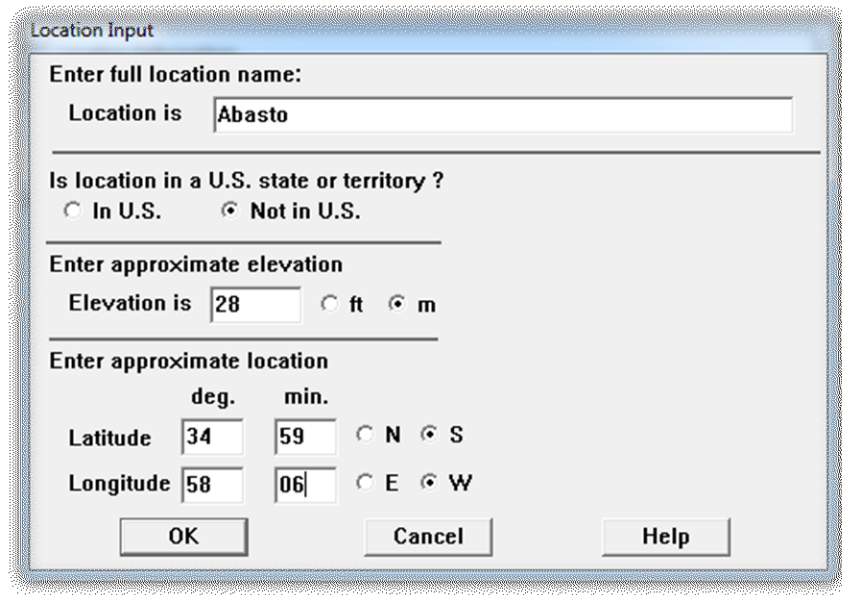 Location Input
Enter full location name:
Location is Abasto
Is location in a U.S. state or territory ?
In U.S. Not in U.S.
Enter approximate elevation
Elevation is 28 ft m
Enter approximate location
deg. min.
Latitude 34 59 N S
Longitude 58 06 E W
OK Cancel Help